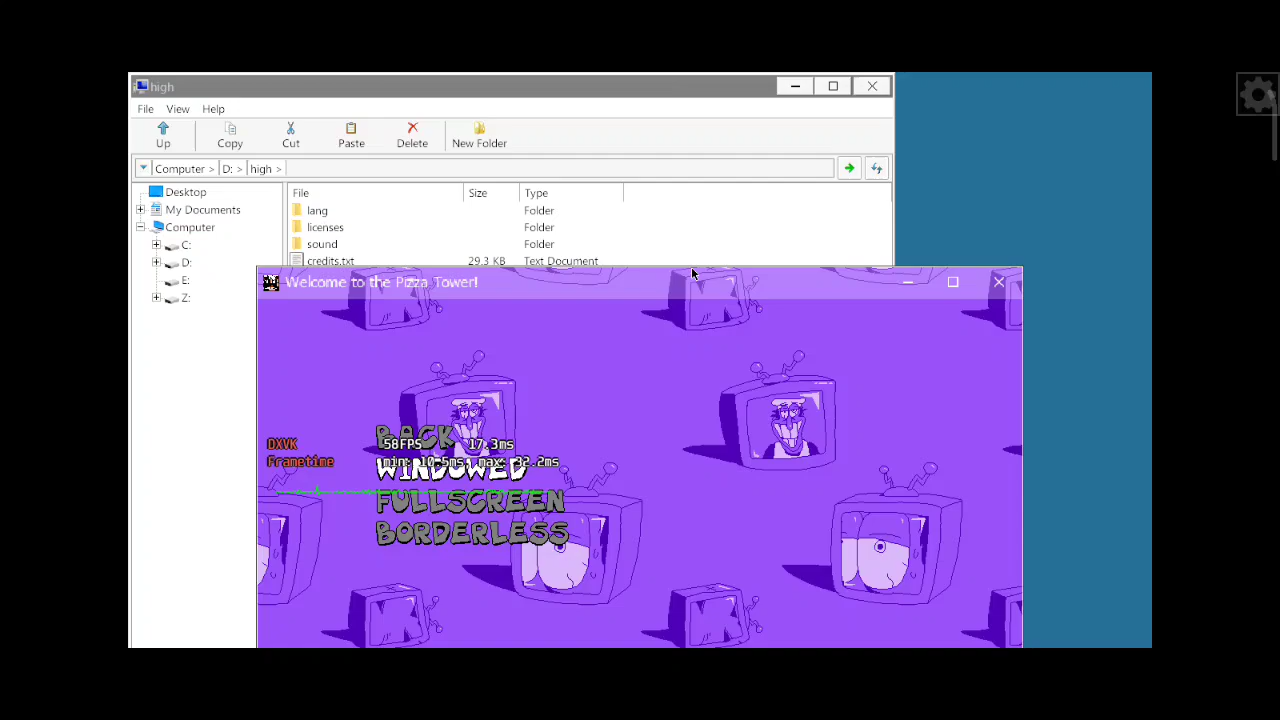 high
File View Help
Up Copy Cut Paste Delete New Folder
Computer > D: > high >
Desktop
My Documents
Computer
C:
D:
E:
Z:
File Size Type
lang Folder
licenses Folder
sound Folder
credits.txt 29.3 KB Text Document
Welcome to the Pizza Tower!
BACK
DXVK 58FPS 17.3ms
Frametime min: 10.5ms, max: 32.2ms
WINDOWED
FULLSCREEN
BORDERLESS